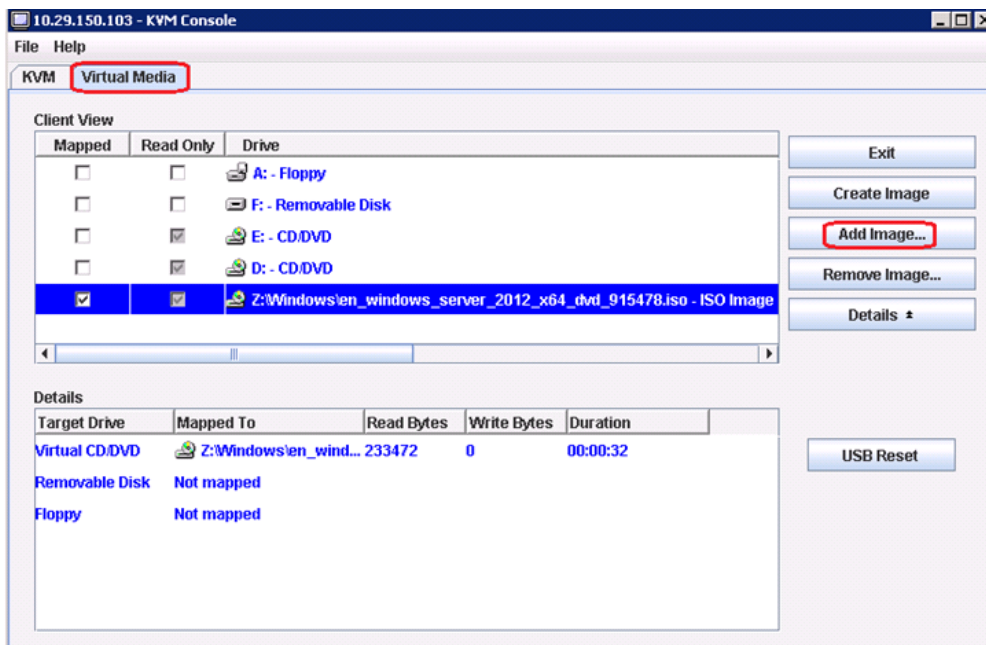 10.29.150.103 - KVM Console
File Help
KVM Virtual Media
Client View
Mapped Read Only Drive
Exit
A: - Floppy
Create Image
F: - Removable Disk
E: - CD/DVD
Add Image...
D: - CD/DVD
Remove Image...
Z:\Windows\en_windows_server_2012_x64_dvd_915478.iso - ISO Image
Details
Details
Target Drive Mapped To Read Bytes Write Bytes Duration
Virtual CD/DVD Z:\Windows\en_wind... 233472 0 00:00:32
USB Reset
Removable Disk Not mapped
Floppy Not mapped